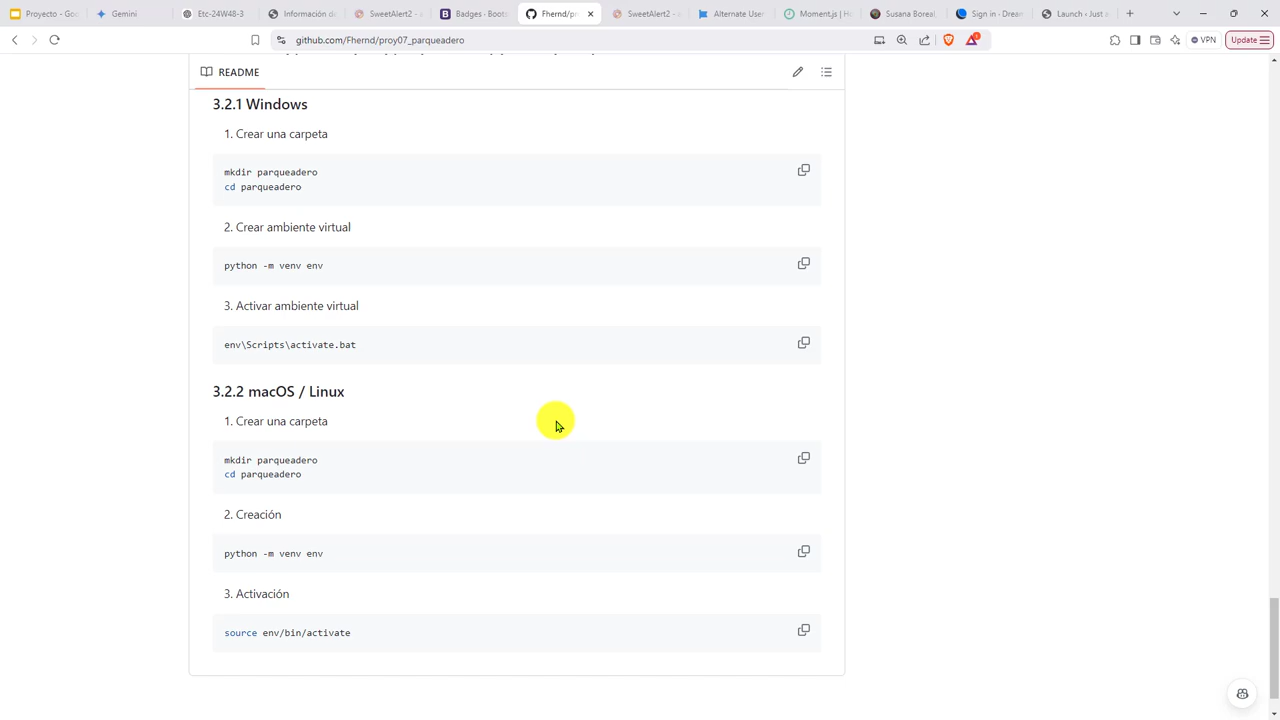 Proyecto - Goo
Gemini
Etc-24W48-3
Información de
SweetAlert2 - a
Badges - Boots
Fhernd/pr
SweetAlert2 - a
Alternate User
Moment.js | H
Susana Boreal
Sign in - Dream
Launch ‹ Just a
github.com/Fhernd/proy07_parqueadero
1
VPN
Update
README
3.2.1 Windows
1. Crear una carpeta
mkdir parqueadero
cd parqueadero
2. Crear ambiente virtual
python -m venv env
3. Activar ambiente virtual
env\Scripts\activate.bat
3.2.2 macOS / Linux
1. Crear una carpeta
mkdir parqueadero
cd parqueadero
2. Creación
python -m venv env
3. Activación
source env/bin/activate